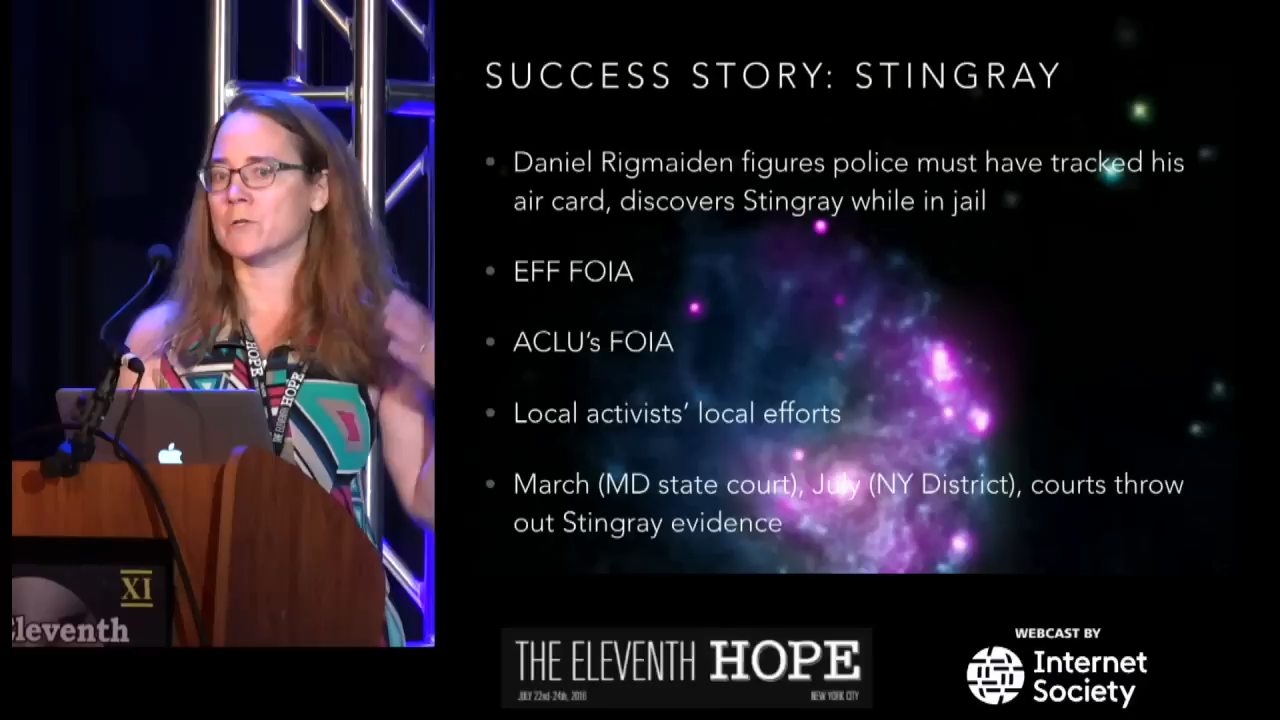 SUCCESS STORY: STINGRAY
• Daniel Rigmaiden figures police must have tracked his
air card, discovers Stingray while in jail
• EFF FOIA
• ACLU's FOIA
• Local activists' local efforts
• March (MD state court), July (NY District), courts throw
out Stingray evidence
HOPE
HOPE
XI
Eleventh
THE ELEVENTH HOPE
JULY 22nd-24th, 2016 NEW YORK CITY
WEBCAST BY
Internet
Society